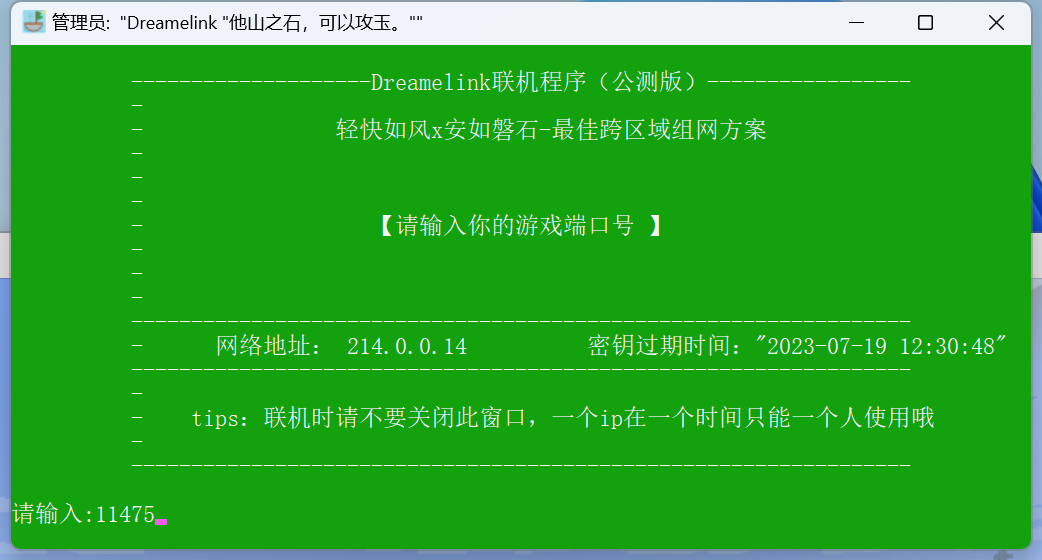 管理员: "Dreamelink "他山之石，可以攻玉。""
--------------------Dreamelink联机程序（公测版）-----------------
-
- 轻快如风x安如磐石-最佳跨区域组网方案
-
-
-
- 【请输入你的游戏端口号 】
-
-
-
-----------------------------------------------------------------
- 网络地址： 214.0.0.14 密钥过期时间："2023-07-19 12:30:48"
-----------------------------------------------------------------
-
- tips：联机时请不要关闭此窗口，一个ip在一个时间只能一个人使用哦
-
-----------------------------------------------------------------
请输入:11475